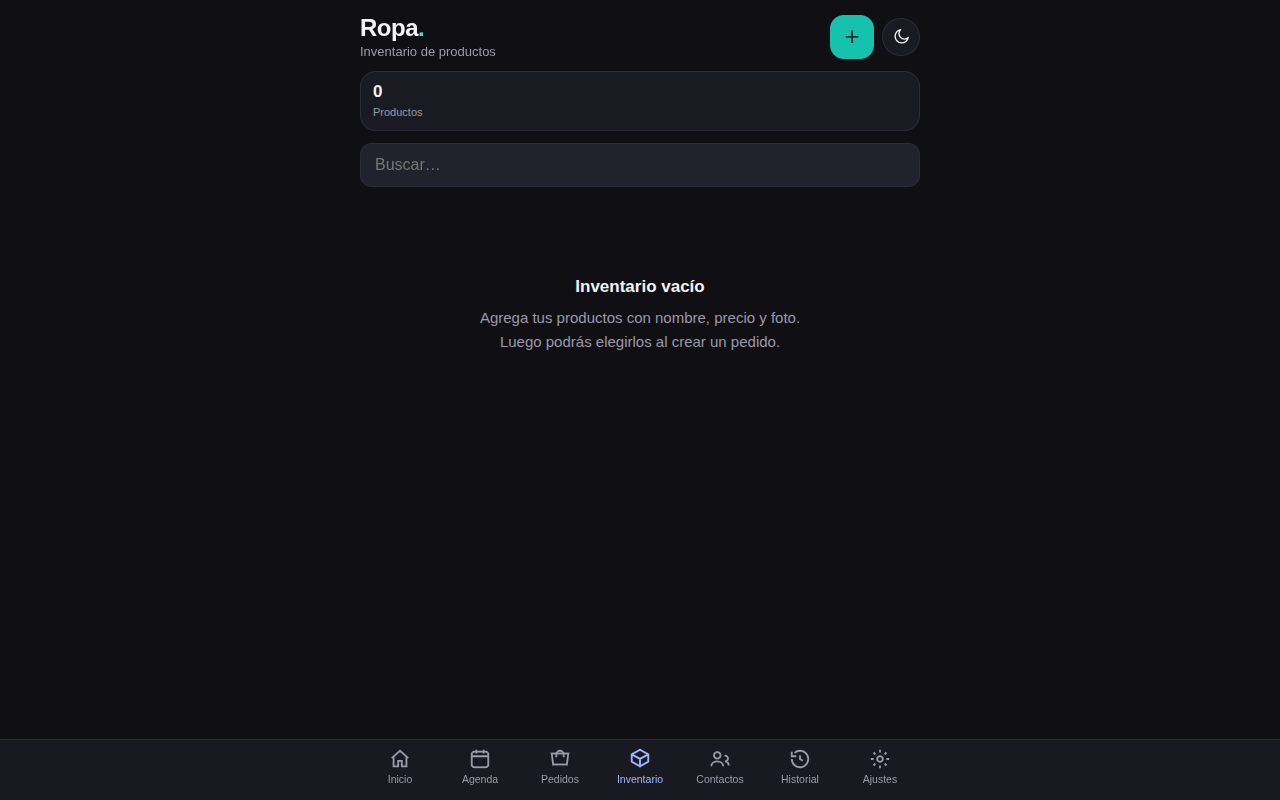 Ropa.
Inventario de productos
0
Productos
Buscar…
Inventario vacío
Agrega tus productos con nombre, precio y foto.
Luego podrás elegirlos al crear un pedido.
Inicio
Agenda
Pedidos
Inventario
Contactos
Historial
Ajustes